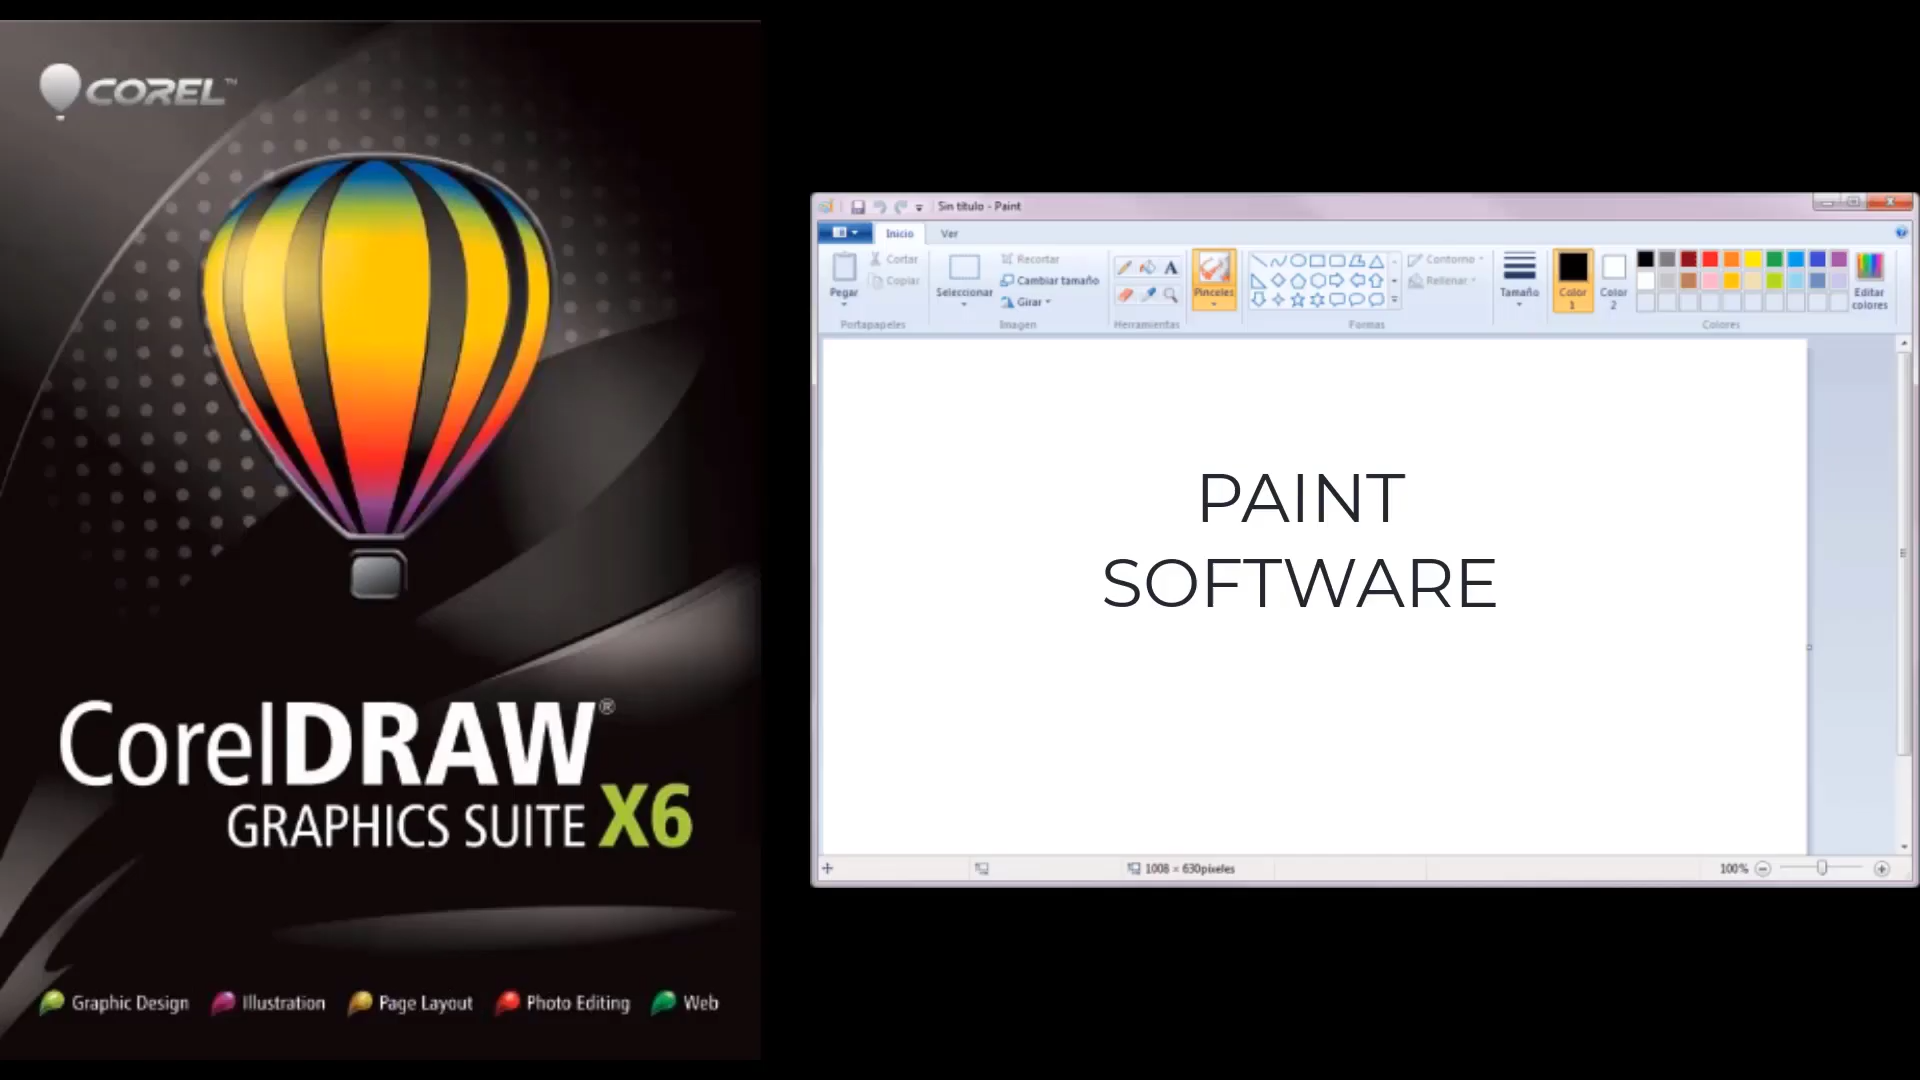 COREL™
CorelDRAW®
GRAPHICS SUITE X6
Graphic Design Illustration Page Layout Photo Editing Web
Sin título - Paint
Inicio Ver
Pegar
Cortar
Copiar
Portapapeles
Seleccionar
Recortar
Cambiar tamaño
Girar
Imagen
Herramientas
Pinceles
Formas
Contorno
Rellenar
Tamaño
Color
1
Color
2
Colores
Editar
colores
PAINT
SOFTWARE
1008 × 630píxeles
100%